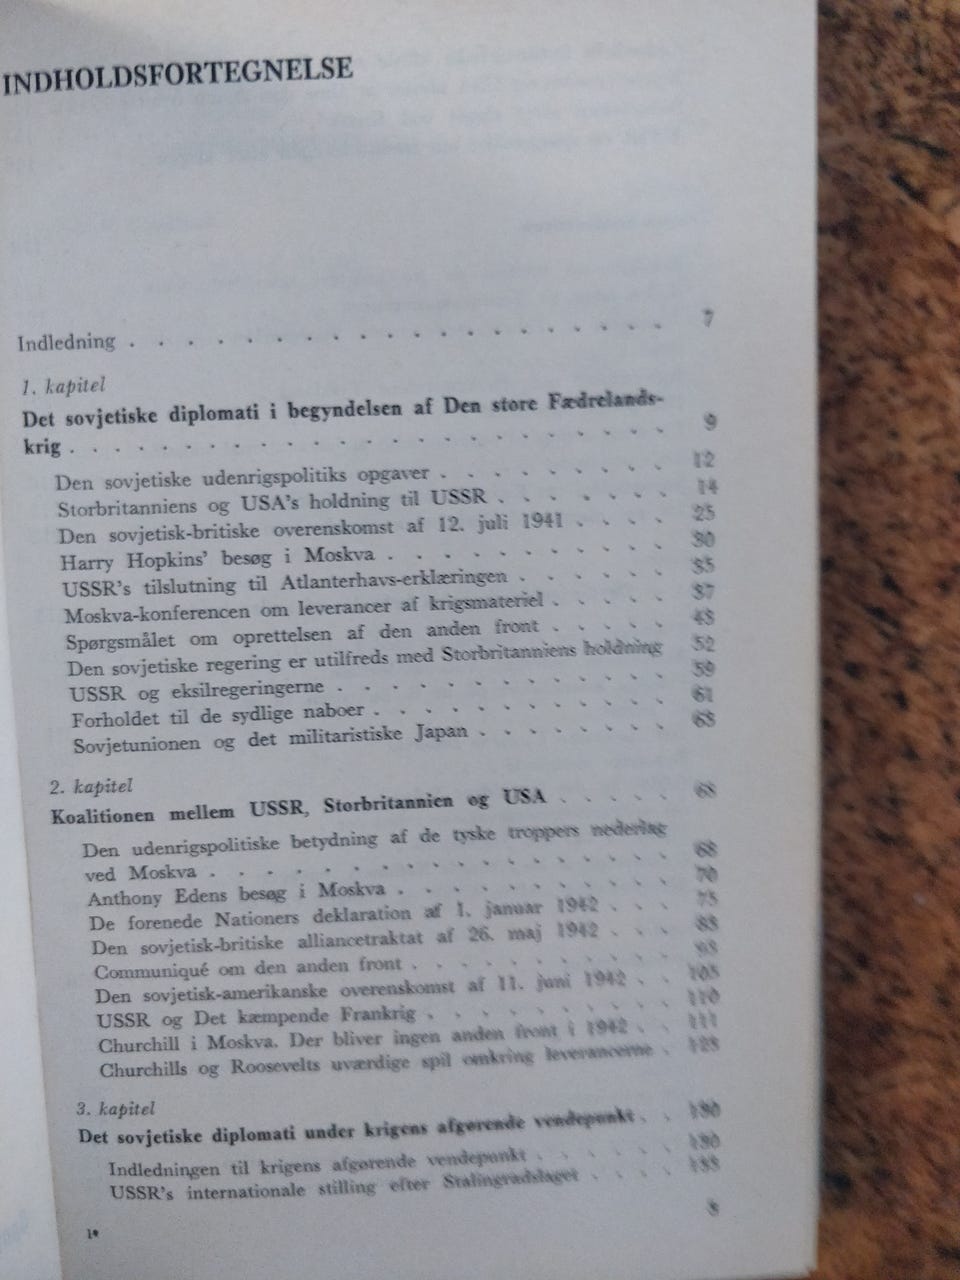 INDHOLDSFORTEGNELSE
Indledning . . . . . . . . . . . . . . . . . . . . 7
1. kapitel
Det sovjetiske diplomati i begyndelsen af Den store Fædrelands-
krig . . . . . . . . . . . . . . . . . . . . . . 9
Den sovjetiske udenrigspolitiks opgaver . . . . . . . . . 12
Storbritanniens og USA's holdning til USSR . . . . . . . 14
Den sovjetisk-britiske overenskomst af 12. juli 1941 . . . . 25
Harry Hopkins' besøg i Moskva . . . . . . . . . . . 30
USSR's tilslutning til Atlanterhavs-erklæringen . . . . . . 35
Moskva-konferencen om leverancer af krigsmateriel . . . . . 37
Spørgsmålet om oprettelsen af den anden front . . . . .
Den sovjetiske regering er utilfreds med Storbritanniens holdning 52
USSR og eksilregeringerne . . . . . . . . . . . . . 59
Forholdet til de sydlige naboer . . . . . . . . . . . 61
Sovjetunionen og det militaristiske Japan . . . . . . . 65
2. kapitel
Koalitionen mellem USSR, Storbritannien og USA . . . . . 68
Den udenrigspolitiske betydning af de tyske troppers nederlag
ved Moskva . . . . . . . . . . . . . . . . . 68
Anthony Edens besøg i Moskva . . . . . . . . . . . 70
De forenede Nationers deklaration af 1. januar 1942 . . . 75
Den sovjetisk-britiske alliancetraktat af 26. maj 1942 . . .
Communiqué om den anden front . . . . . . . . . .
Den sovjetisk-amerikanske overenskomst af 11. juni 1942 . .
USSR og Det kæmpende Frankrig . . . . . . . . . . 110
Churchill i Moskva. Der bliver ingen anden front i 1942 . . 111
Churchills og Roosevelts uværdige spil omkring leverancerne .
3. kapitel
Det sovjetiske diplomati under krigens afgørende vendepunkt . . 130
Indledningen til krigens afgørende vendepunkt . . . . . . 130
USSR's internationale stilling efter Stalingradslaget . . . .
1*